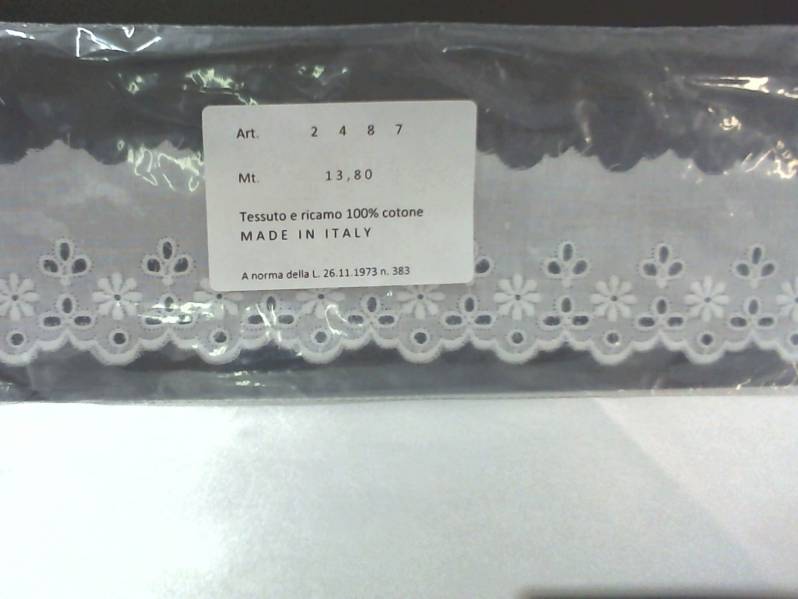 Art. 2 4 8 7
Mt. 13,80
Tessuto e ricamo 100% cotone
MADE IN ITALY
A norma della L. 26.11.1973 n. 383